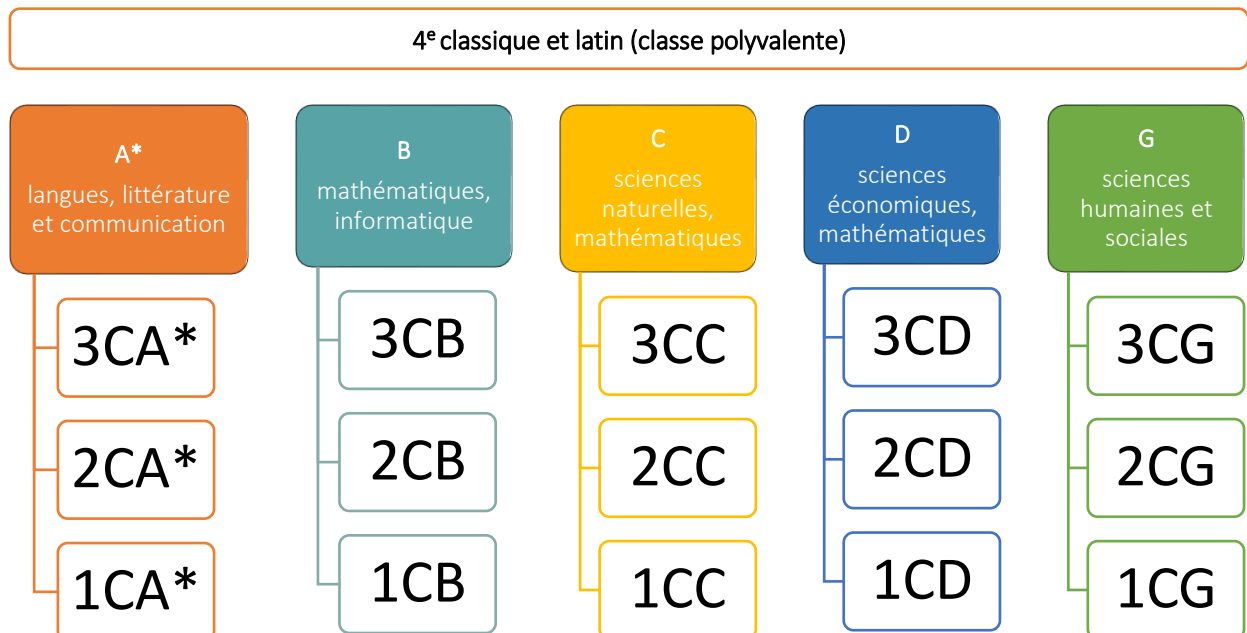 4e classique et latin (classe polyvalente)
A*
langues, littérature
et communication
3CA*
2CA*
1CA*
B
mathématiques,
informatique
3CB
2CB
1CB
C
sciences
naturelles,
mathématiques
3CC
2CC
1CC
D
sciences
économiques,
mathématiques
3CD
2CD
1CD
G
sciences
humaines et
sociales
3CG
2CG
1CG